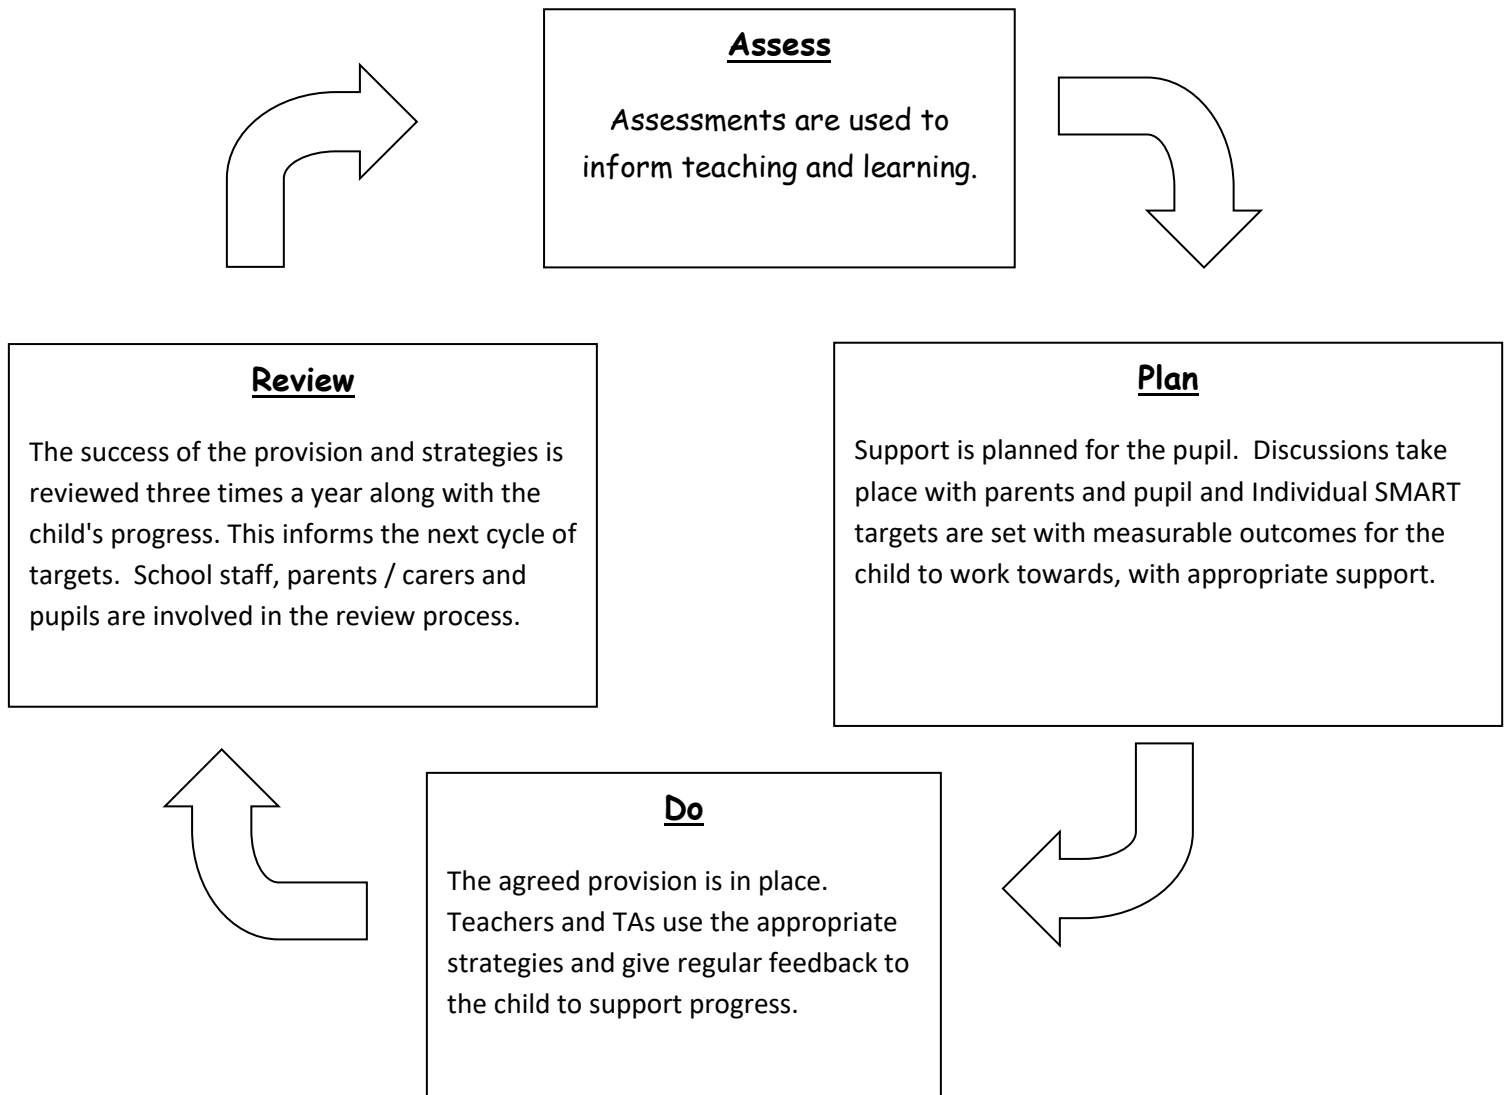 Assess
Assessments are used to
inform teaching and learning.
Review
The success of the provision and strategies is
reviewed three times a year along with the
child's progress. This informs the next cycle of
targets.  School staff, parents / carers and
pupils are involved in the review process.
Plan
Support is planned for the pupil.  Discussions take
place with parents and pupil and Individual SMART
targets are set with measurable outcomes for the
child to work towards, with appropriate support.
Do
The agreed provision is in place.
Teachers and TAs use the appropriate
strategies and give regular feedback to
the child to support progress.